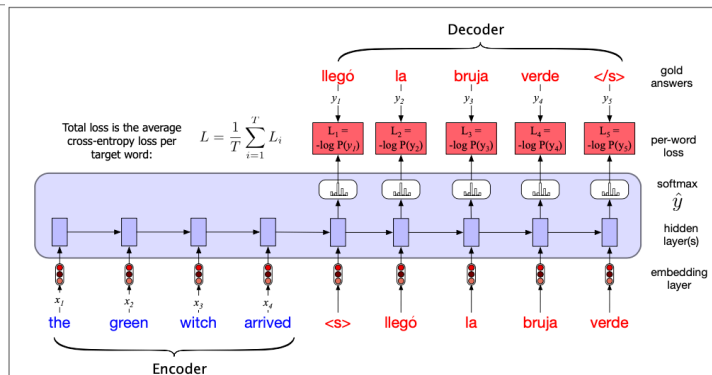 Decoder
llegó la bruja verde </s>
gold answers
y₁ y₂ y₃ y₄ y₅
Total loss is the average cross-entropy loss per target word:
L = 1/T ∑ᵢ₌₁ᵀ Lᵢ
L₁ = -log P(y₁)
L₂ = -log P(y₂)
L₃ = -log P(y₃)
L₄ = -log P(y₄)
L₅ = -log P(y₅)
per-word loss
softmax
ŷ
hidden layer(s)
embedding layer
x₁ x₂ x₃ x₄
the green witch arrived <s> llegó la bruja verde
Encoder